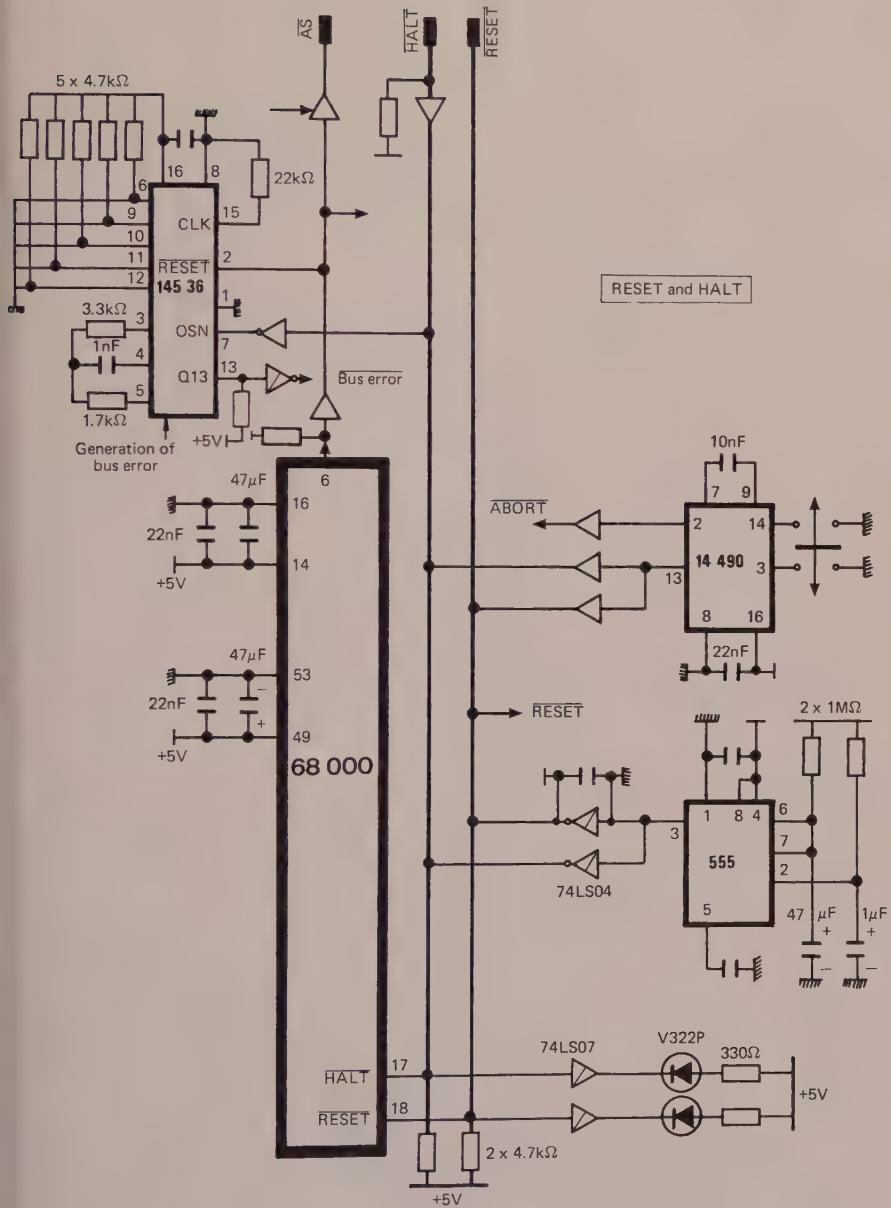 AS
HALT
RESET
5 x 4.7kΩ
16
8
22kΩ
6
9
10
11
12
CLK
15
RESET
2
145 36
1
3.3kΩ
3
OSN
7
1nF
4
Q13
13
Bus error
5
1.7kΩ
+5V
Generation of
bus error
RESET and HALT
10nF
7
9
ABORT
2
14
14 490
13
3
8
16
22nF
6
47μF
16
22nF
14
+5V
47μF
53
−
22nF
+
49
+5V
68 000
RESET
2 x 1MΩ
1
8
4
6
3
7
555
2
74LS04
5
47
μF
1μF
+
+
−
−
HALT
17
74LS07
V322P
330Ω
RESET
18
+5V
2 x 4.7kΩ
+5V